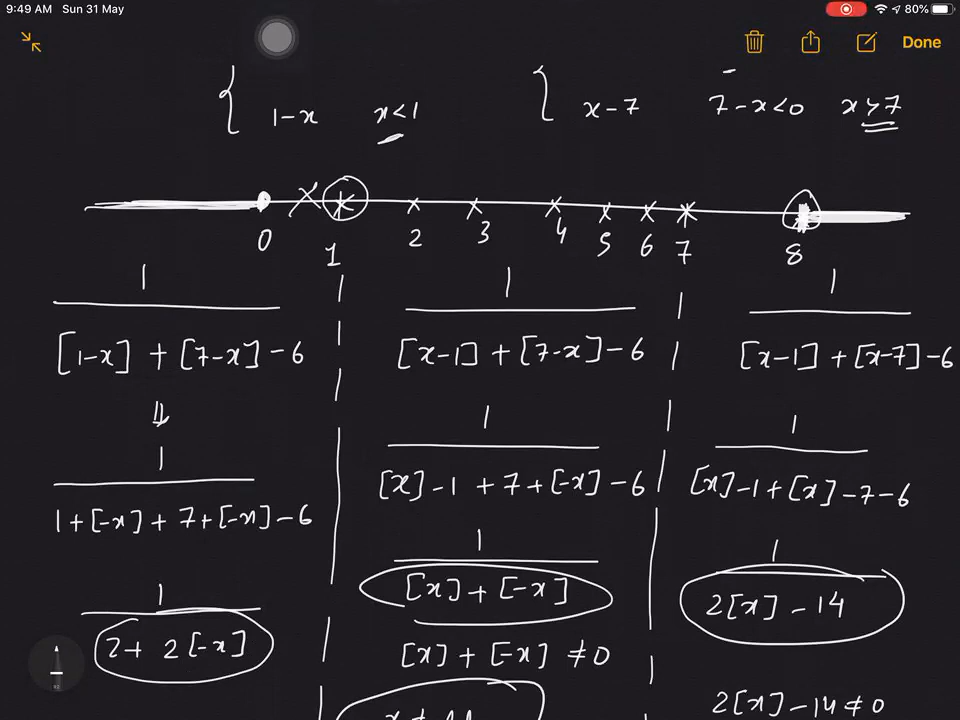 9:49 AM Sun 31 May 80%
Done
{ 1-x x<1 { x-7 7-x<0 x>7
0 1 2 3 4 5 6 7 8
1 1 1
[1-x] + [7-x]-6 [x-1] + [7-x]-6 [x-1] + [x-7]-6
⇓
1 1 1
1+[-x] + 7+[-x]-6 [x]-1 + 7+[-x]-6 [x]-1+[x]-7-6
1 1 1
2+ 2[-x] [x] + [-x] 2[x] - 14
[x] + [-x] ≠0
2[x] - 14 ≠ 0